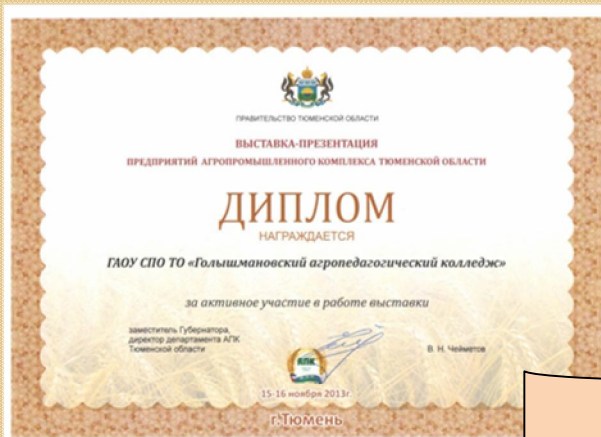 ПРАВИТЕЛЬСТВО ТЮМЕНСКОЙ ОБЛАСТИ
ВЫСТАВКА-ПРЕЗЕНТАЦИЯ
ПРЕДПРИЯТИЙ АГРОПРОМЫШЛЕННОГО КОМПЛЕКСА ТЮМЕНСКОЙ ОБЛАСТИ
ДИПЛОМ
НАГРАЖДАЕТСЯ
ГАОУ СПО ТО «Голышмановский агропедагогический колледж»
за активное участие в работе выставки
заместитель Губернатора,
директор департамента АПК
Тюменской области
В. Н. Чейметов
АПК
15-16 ноября 2013г.
г.Тюмень